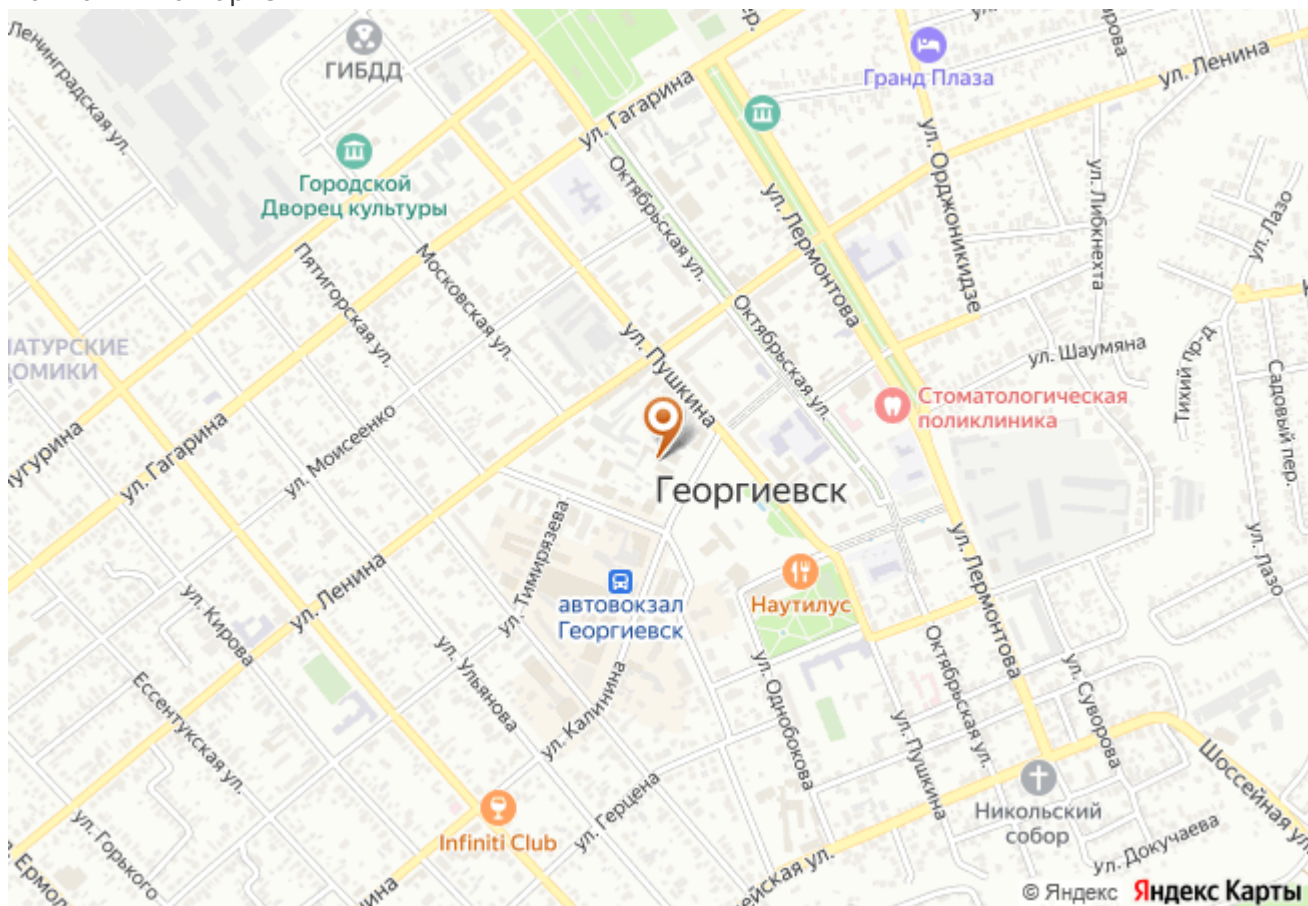 Ленинградская ул.
ГИБДД
ул. Гагарина
Гранд Плаза
ул. Ленина
Городской
Дворец культуры
Октябрьская ул.
ул. Лермонтова
ул. Орджоникидзе
ул. Либкнехта
ул. Лазо
Пятигорская ул.
Московская ул.
ул. Пушкина
Октябрьская ул.
ул. Шаумяна
Тихий пр-д
Садовый пер.
Стоматологическая
поликлиника
ул. Гагарина
ул. Моисеенко
Георгиевск
ул. Тимирязева
ул. Ленина
автовокзал
Георгиевск
Наутилус
ул. Лермонтова
ул. Лазо
ул. Кирова
Ессентукская ул.
ул. Ульянова
ул. Калинина
ул. Однобокова
Октябрьская ул.
ул. Суворова
ул. Пушкина
Шоссейная ул.
Никольский
собор
Infiniti Club
ул. Герцена
ул. Горького
ул. Докучаева
© Яндекс Яндекс Карты